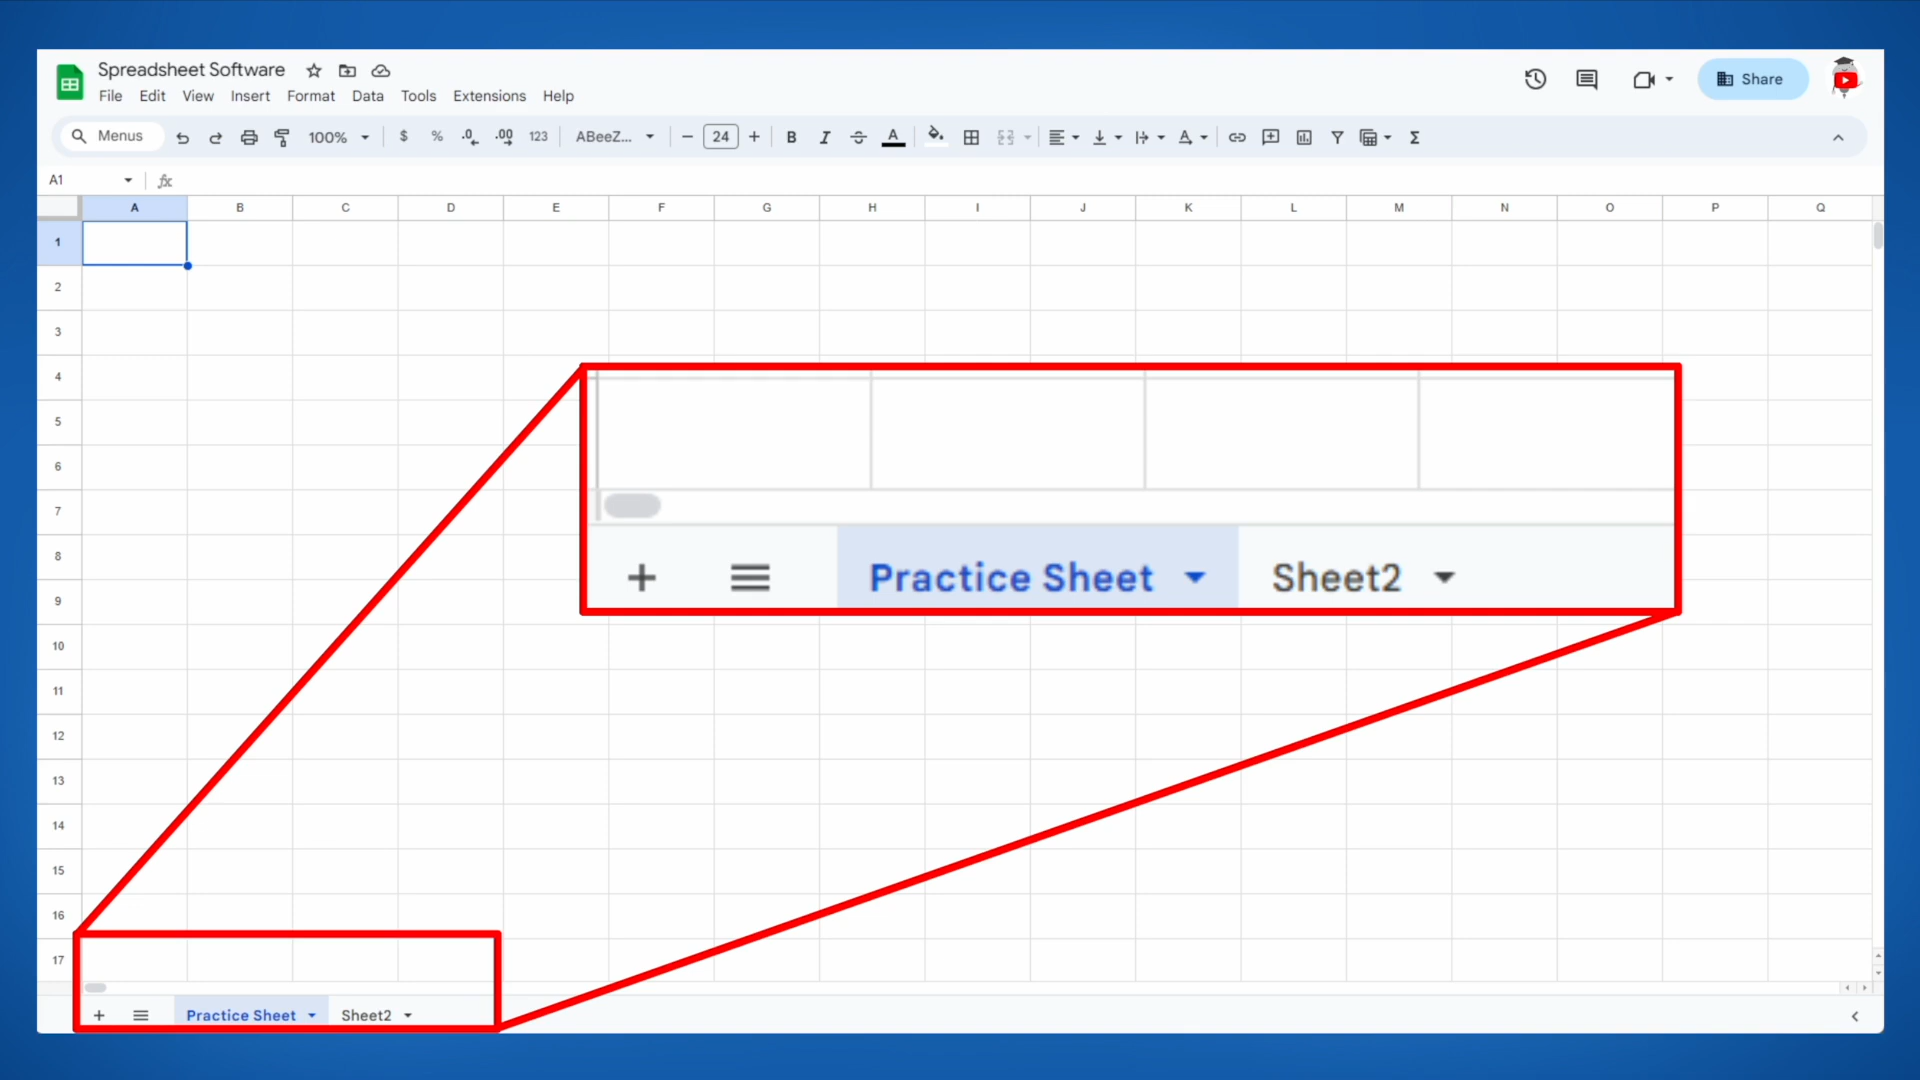 Spreadsheet Software
File Edit View Insert Format Data Tools Extensions Help
Share
Menus 100% $ % .0 .00 123 ABeeZ... 24 B I A Σ
A1 fx
A B C D E F G H I J K L M N O P Q
1
2
3
4
5
6
7
8
9
10
11
12
13
14
15
16
17
Practice Sheet Sheet2
Practice Sheet Sheet2